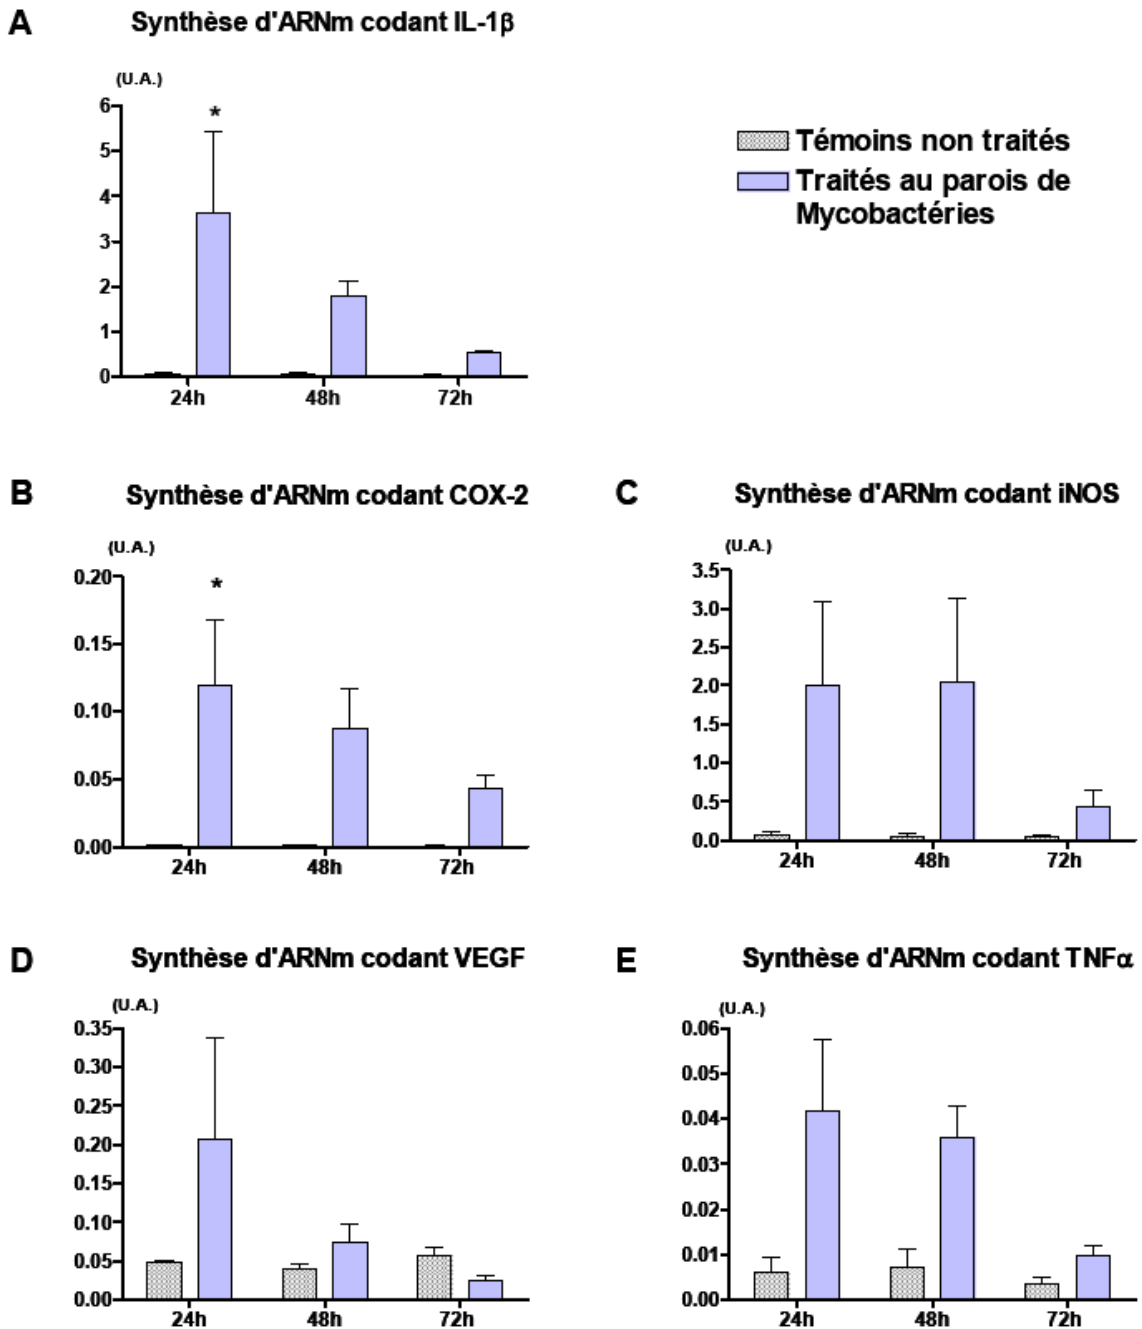 A
Synthèse d'ARNm codant IL-1β
(U.A.)
6
*
5
4
3
2
1
0
24h 48h 72h
Témoins non traités
Traités au parois de
Mycobactéries
B
Synthèse d'ARNm codant COX-2
(U.A.)
0.20
*
0.15
0.10
0.05
0.00
24h 48h 72h
C
Synthèse d'ARNm codant iNOS
(U.A.)
3.5
3.0
2.5
2.0
1.5
1.0
0.5
0.0
24h 48h 72h
D
Synthèse d'ARNm codant VEGF
(U.A.)
0.35
0.30
0.25
0.20
0.15
0.10
0.05
0.00
24h 48h 72h
E
Synthèse d'ARNm codant TNFα
(U.A.)
0.06
0.05
0.04
0.03
0.02
0.01
0.00
24h 48h 72h